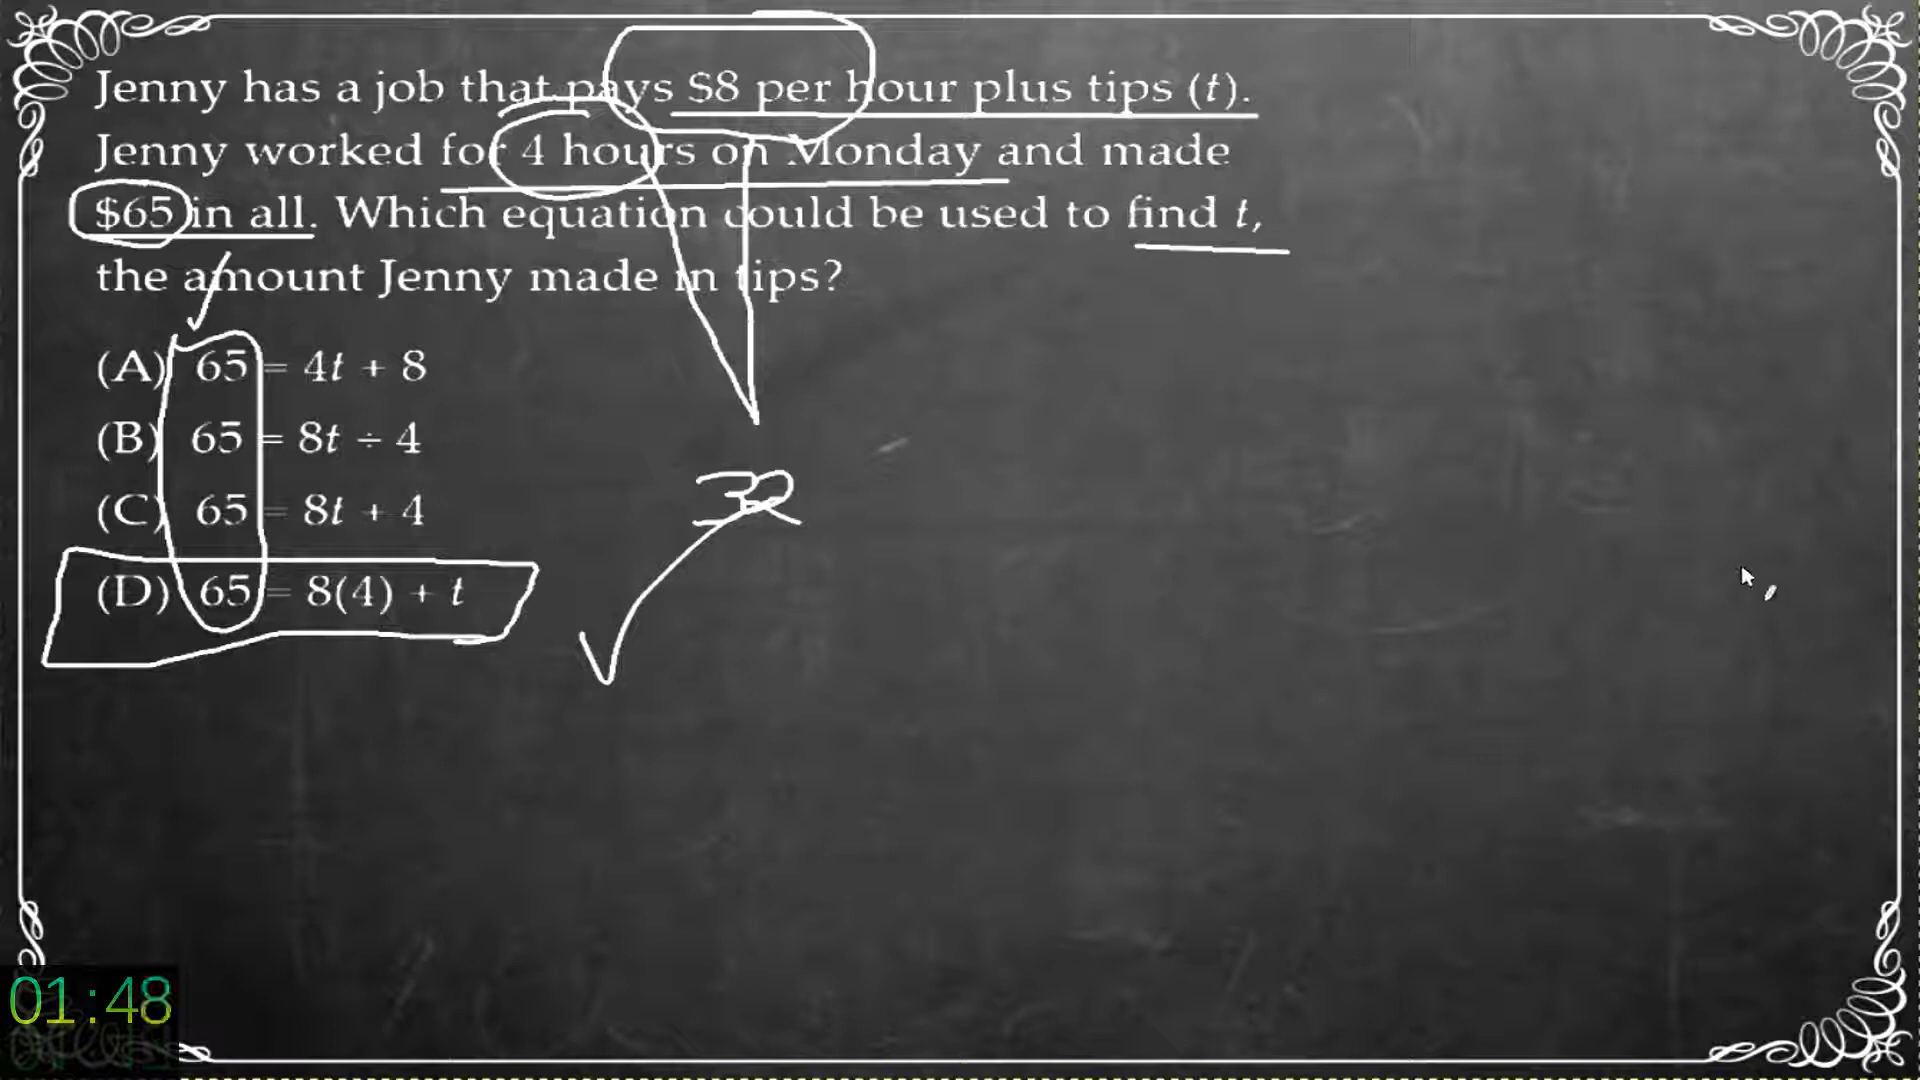 Jenny has a job that pays $8 per hour plus tips (t).
Jenny worked for 4 hours on Monday and made
$65 in all. Which equation could be used to find t,
the amount Jenny made in tips?
(A) 65 = 4t + 8
(B) 65 = 8t ÷ 4
(C) 65 = 8t + 4
(D) 65 = 8(4) + t
32
01:48